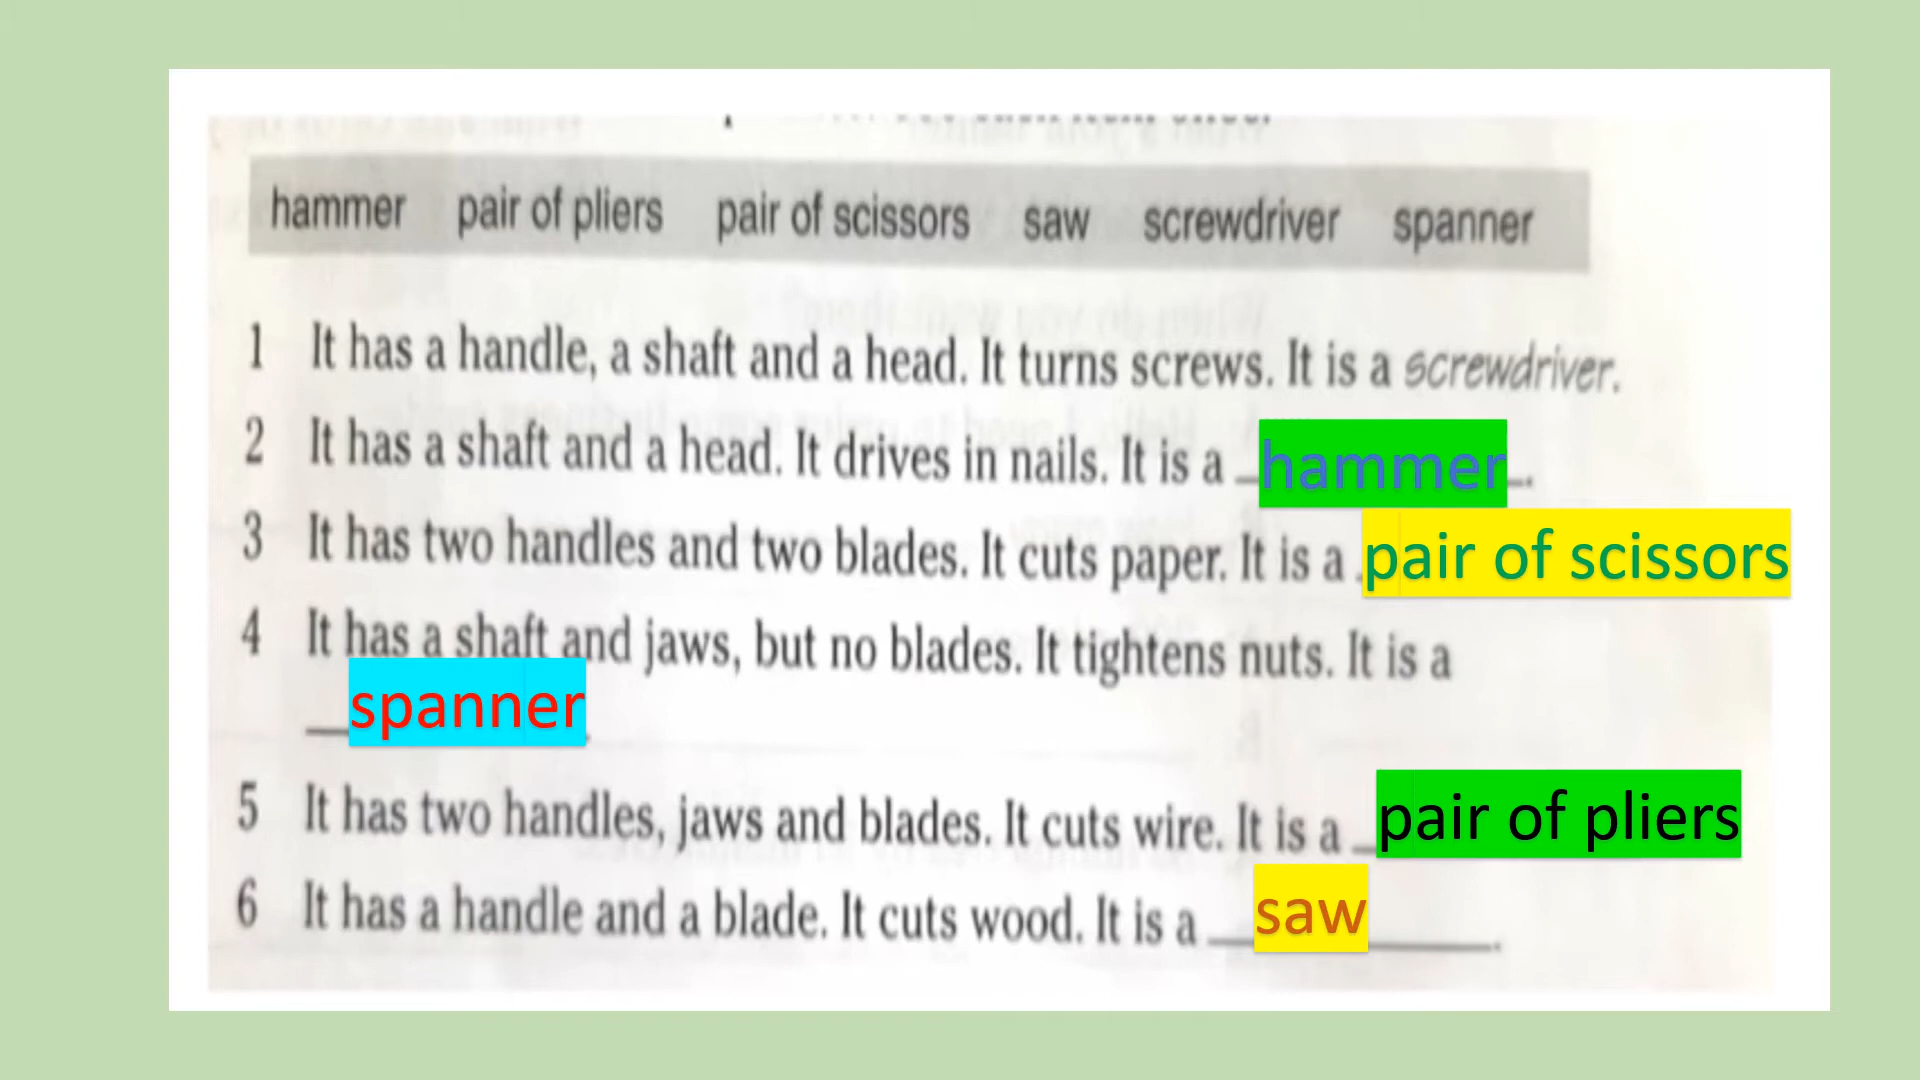 hammer pair of pliers pair of scissors saw screwdriver spanner
1 It has a handle, a shaft and a head. It turns screws. It is a screwdriver.
2 It has a shaft and a head. It drives in nails. It is a hammer.
3 It has two handles and two blades. It cuts paper. It is a pair of scissors
4 It has a shaft and jaws, but no blades. It tightens nuts. It is a
spanner.
5 It has two handles, jaws and blades. It cuts wire. It is a pair of pliers
6 It has a handle and a blade. It cuts wood. It is a saw.